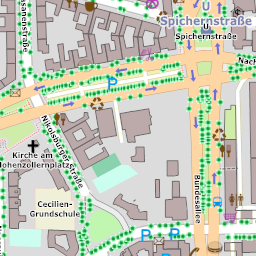 Spichernstraße
U
Spichernstraße
U
P
Nikolsburger Straße
Kirche am
Hohenzollernplatz
Cecilien-
Grundschule
Bundesallee
P
P